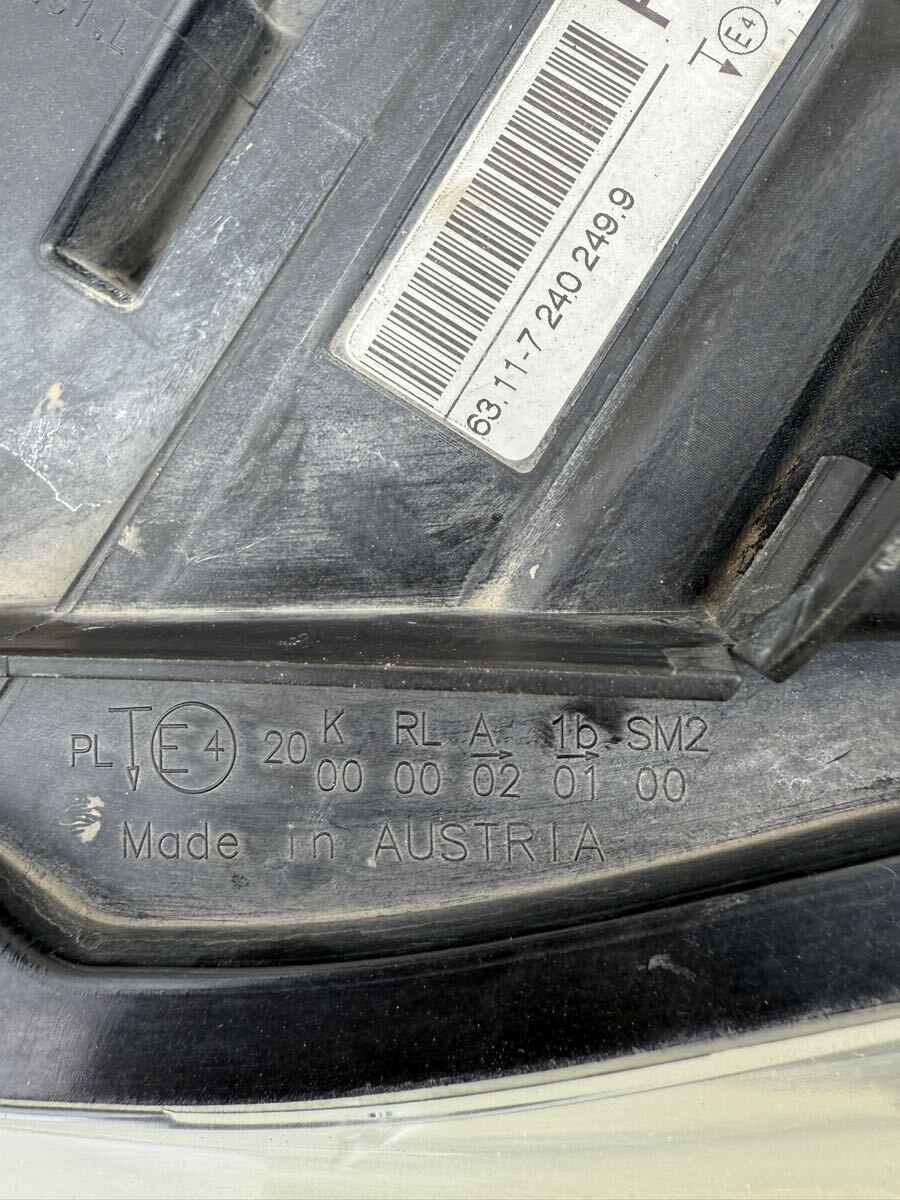 E4
63.11-7 240 249.9
PL E4 20 K RL A 1b SM2
00 00 02 01 00
Made in AUSTRIA